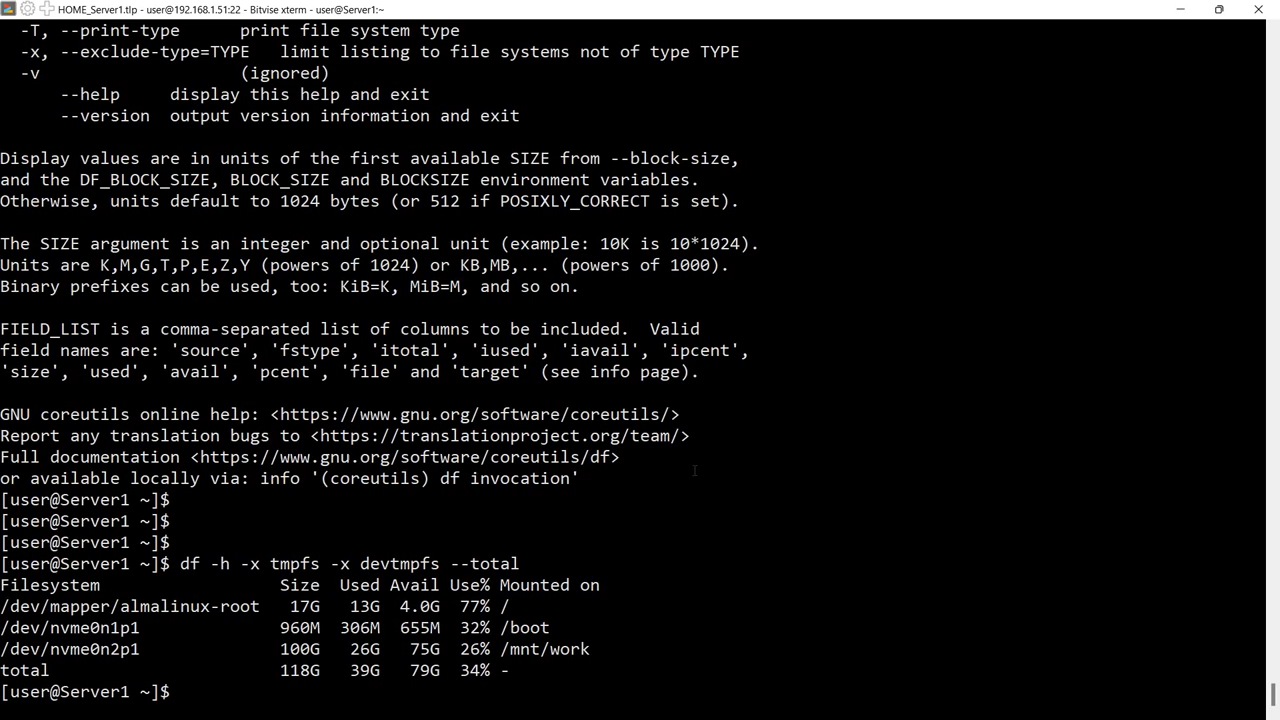 HOME_Server1.tlp - user@192.168.1.51:22 - Bitvise xterm - user@Server1:~
-T, --print-type      print file system type
-x, --exclude-type=TYPE   limit listing to file systems not of type TYPE
-v                    (ignored)
    --help     display this help and exit
    --version  output version information and exit
Display values are in units of the first available SIZE from --block-size,
and the DF_BLOCK_SIZE, BLOCK_SIZE and BLOCKSIZE environment variables.
Otherwise, units default to 1024 bytes (or 512 if POSIXLY_CORRECT is set).
The SIZE argument is an integer and optional unit (example: 10K is 10*1024).
Units are K,M,G,T,P,E,Z,Y (powers of 1024) or KB,MB,... (powers of 1000).
Binary prefixes can be used, too: KiB=K, MiB=M, and so on.
FIELD_LIST is a comma-separated list of columns to be included.  Valid
field names are: 'source', 'fstype', 'itotal', 'iused', 'iavail', 'ipcent',
'size', 'used', 'avail', 'pcent', 'file' and 'target' (see info page).
GNU coreutils online help: <https://www.gnu.org/software/coreutils/>
Report any translation bugs to <https://translationproject.org/team/>
Full documentation <https://www.gnu.org/software/coreutils/df>
or available locally via: info '(coreutils) df invocation'
[user@Server1 ~]$
[user@Server1 ~]$
[user@Server1 ~]$
[user@Server1 ~]$ df -h -x tmpfs -x devtmpfs --total
Filesystem                  Size  Used Avail Use% Mounted on
/dev/mapper/almalinux-root   17G   13G  4.0G  77% /
/dev/nvme0n1p1              960M  306M  655M  32% /boot
/dev/nvme0n2p1              100G   26G   75G  26% /mnt/work
total                       118G   39G   79G  34% -
[user@Server1 ~]$